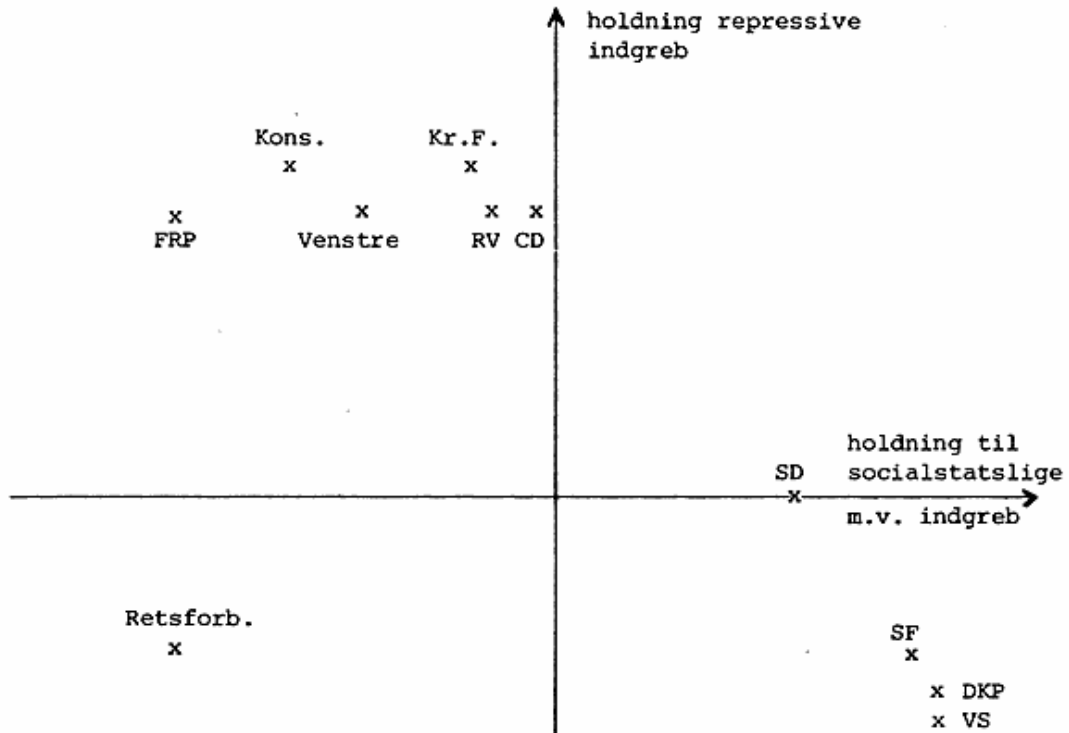 holdning repressive
indgreb
Kons.
Kr.F.
x
x
x
x
x
x
FRP
Venstre
RV
CD
holdning til
SD
socialstatslige
x
m.v. indgreb
Retsforb.
x
SF
x
x DKP
x VS